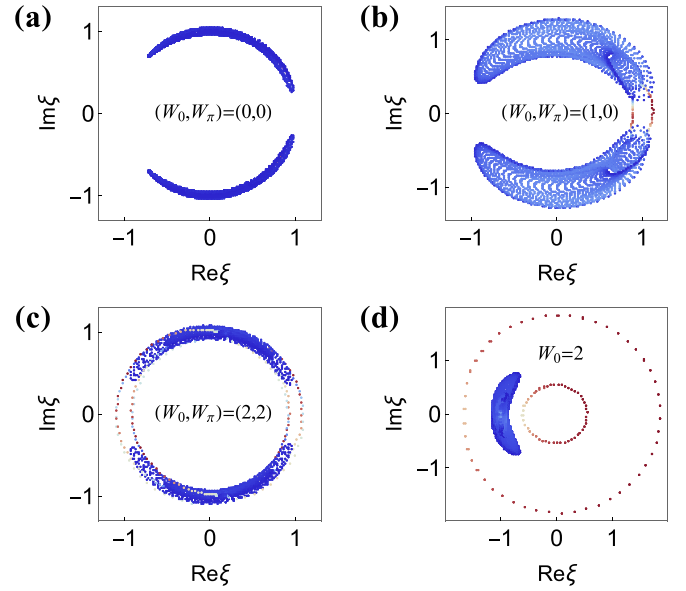 (a)
1
0
−1
Imξ
(W₀,Wπ)=(0,0)
−1 0 1
Reξ
(b)
1
0
−1
Imξ
(W₀,Wπ)=(1,0)
−1 0 1
Reξ
(c)
1
0
−1
Imξ
(W₀,Wπ)=(2,2)
−1 0 1
Reξ
(d)
1
0
−1
Imξ
W₀=2
−1 0 1
Reξ